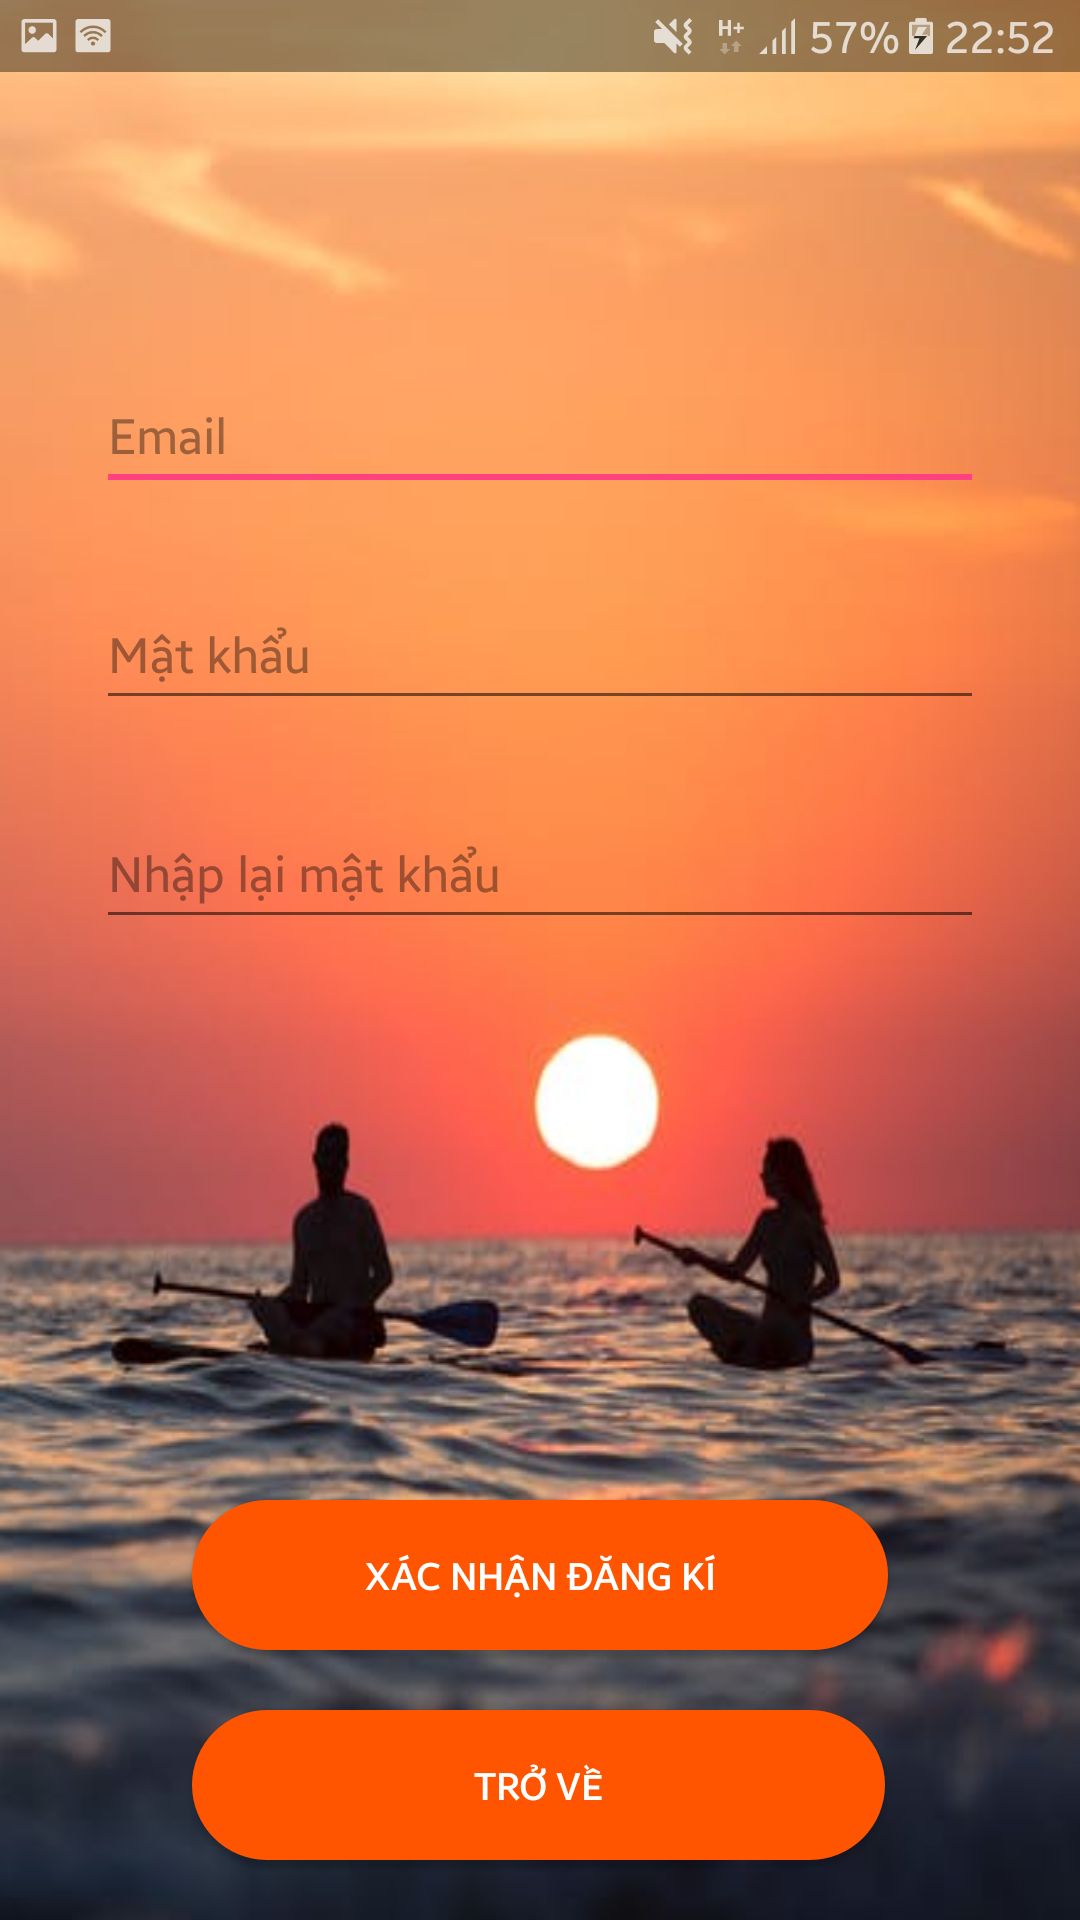 H+ 57% 22:52
Email
Mật khẩu
Nhập lại mật khẩu
XÁC NHẬN ĐĂNG KÍ
TRỞ VỀ